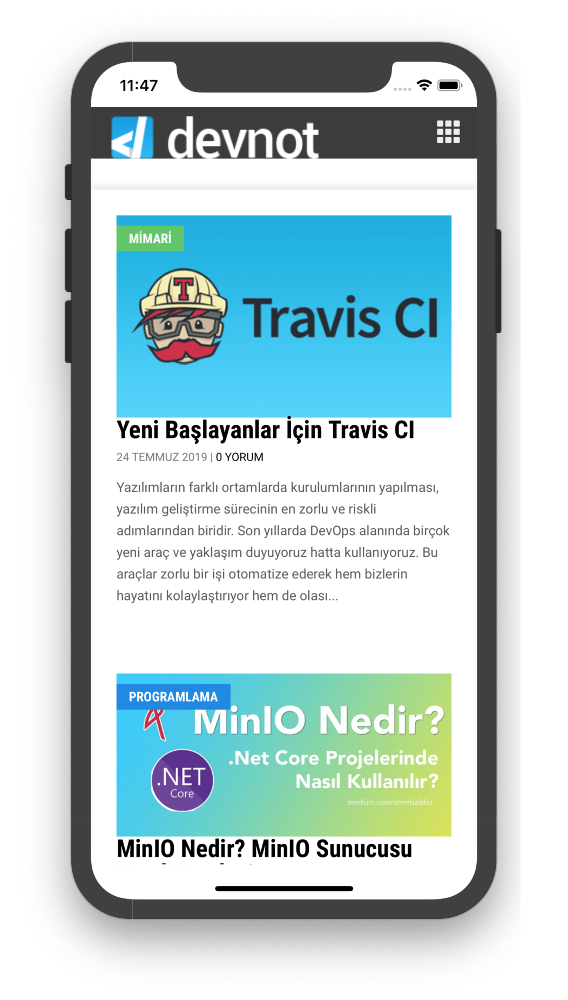 11:47
devnot
MİMARİ
T
Travis CI
Yeni Başlayanlar İçin Travis CI
24 TEMMUZ 2019 | 0 YORUM
Yazılımların farklı ortamlarda kurulumlarının yapılması,
yazılım geliştirme sürecinin en zorlu ve riskli
adımlarından biridir. Son yıllarda DevOps alanında birçok
yeni araç ve yaklaşım duyuyoruz hatta kullanıyoruz. Bu
araçlar zorlu bir işi otomatize ederek hem bizlerin
hayatını kolaylaştırıyor hem de olası...
PROGRAMLAMA
MinIO Nedir?
.Net Core Projelerinde
Nasıl Kullanılır?
.NET
Core
medium.com/emrekizildas
MinIO Nedir? MinIO Sunucusu